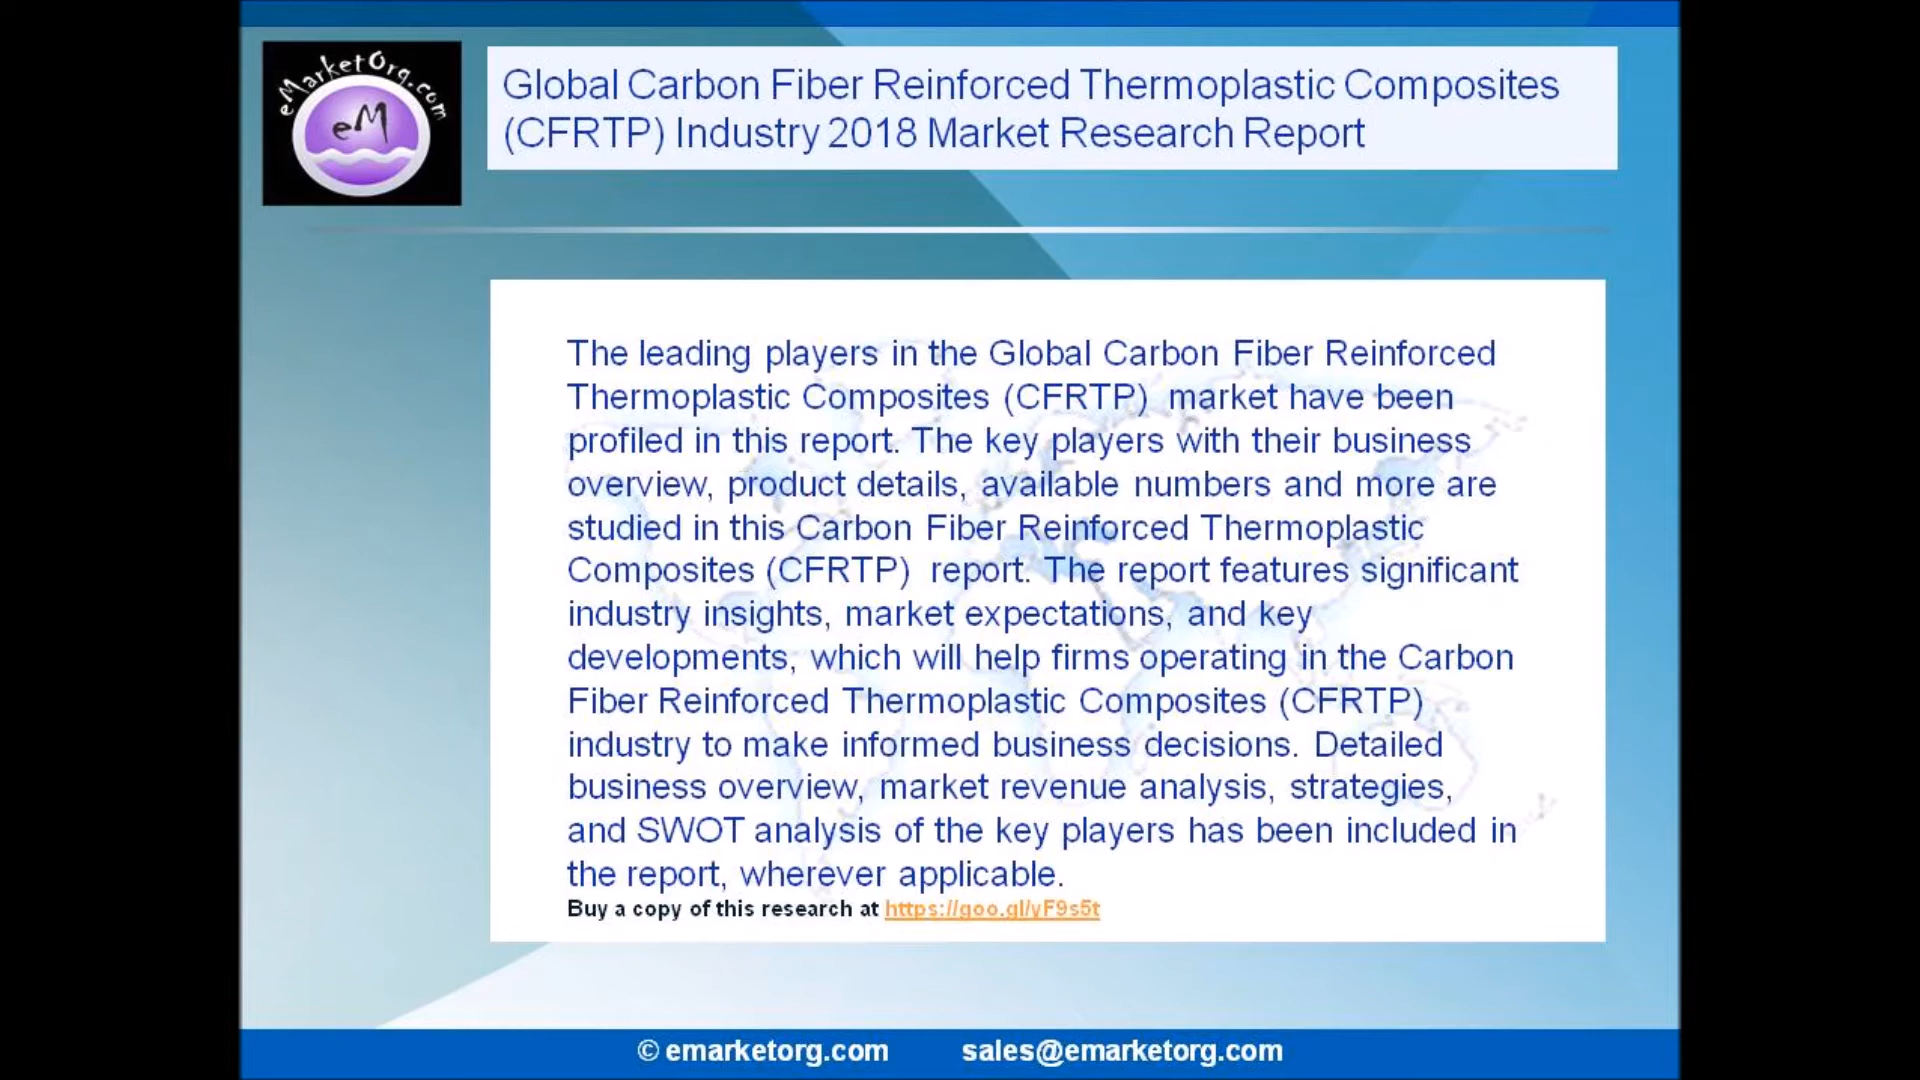 eMarketOrg.com
eM
Global Carbon Fiber Reinforced Thermoplastic Composites
(CFRTP) Industry 2018 Market Research Report
The leading players in the Global Carbon Fiber Reinforced
Thermoplastic Composites (CFRTP) market have been
profiled in this report. The key players with their business
overview, product details, available numbers and more are
studied in this Carbon Fiber Reinforced Thermoplastic
Composites (CFRTP) report. The report features significant
industry insights, market expectations, and key
developments, which will help firms operating in the Carbon
Fiber Reinforced Thermoplastic Composites (CFRTP)
industry to make informed business decisions. Detailed
business overview, market revenue analysis, strategies,
and SWOT analysis of the key players has been included in
the report, wherever applicable.
Buy a copy of this research at https://goo.gl/yF9s5t
© emarketorg.com sales@emarketorg.com